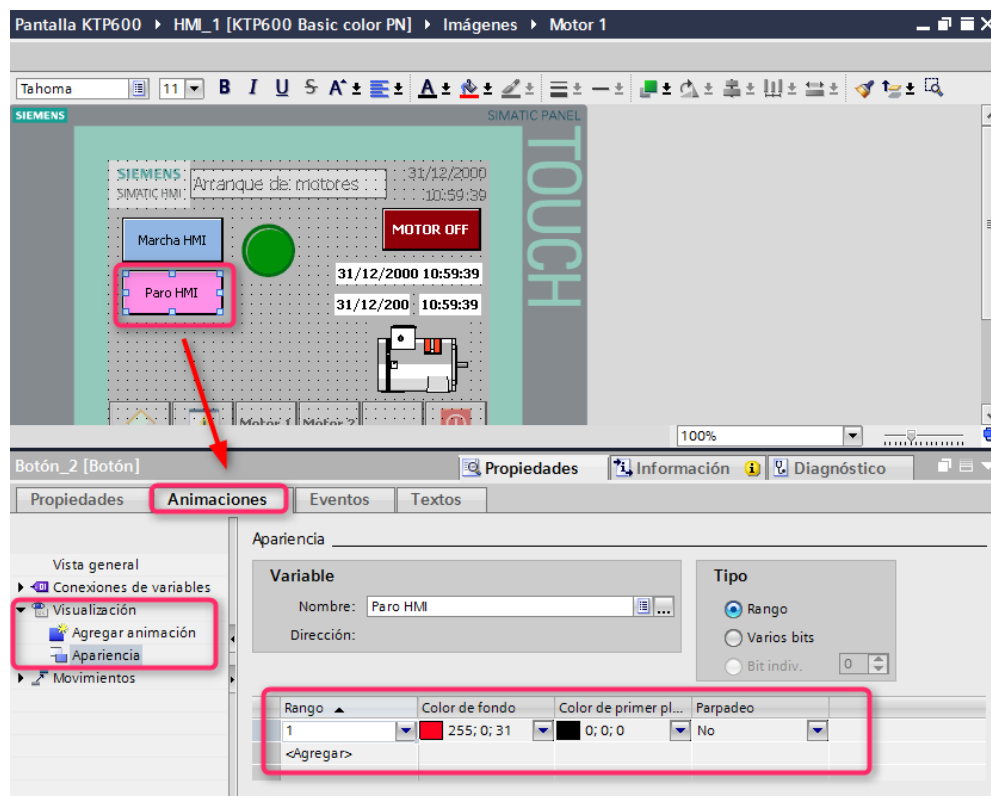 Pantalla KTP600 ▸ HMI_1 [KTP600 Basic color PN] ▸ Imágenes ▸ Motor 1
Tahoma 11 B I U S A A
SIEMENS SIMATIC PANEL
TOUCH
SIEMENS
SIMATIC HMI
Arranque de motores
31/12/2000
10:59:39
Marcha HMI
MOTOR OFF
Paro HMI
31/12/2000 10:59:39
31/12/200 10:59:39
Motor 1 Motor 2
100%
Botón_2 [Botón]
Propiedades Información Diagnóstico
Propiedades Animaciones Eventos Textos
Vista general
Conexiones de variables
Visualización
Agregar animación
Apariencia
Movimientos
Apariencia
Variable
Nombre: Paro HMI ...
Dirección:
Tipo
Rango
Varios bits
Bit indiv. 0
Rango Color de fondo Color de primer pl... Parpadeo
1 255; 0; 31 0; 0; 0 No
<Agregar>